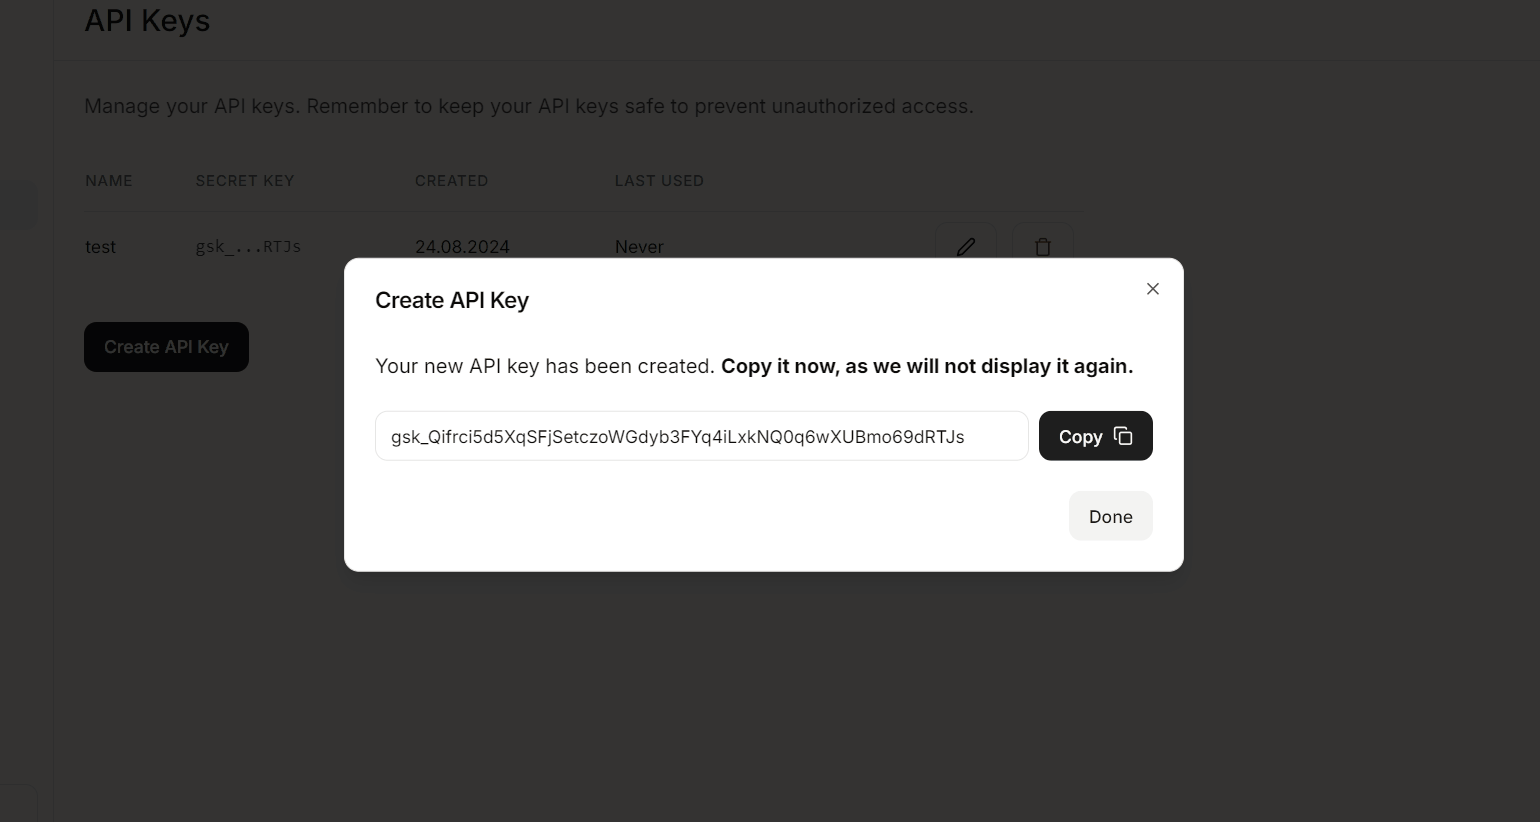 API Keys
Manage your API keys. Remember to keep your API keys safe to prevent unauthorized access.
NAME SECRET KEY CREATED LAST USED
test gsk_...RTJs 24.08.2024 Never
Create API Key
Create API Key
Your new API key has been created. Copy it now, as we will not display it again.
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 Copy
Done